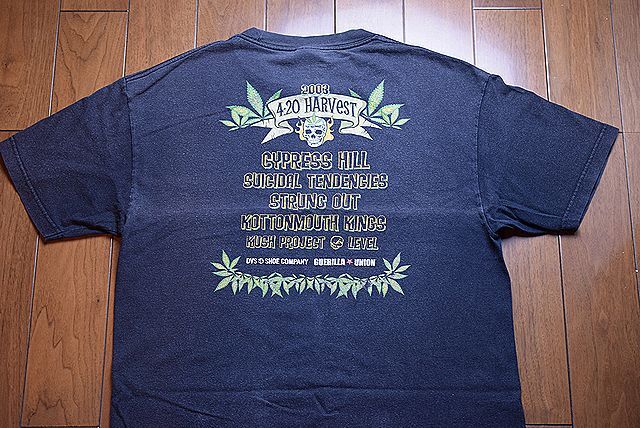 2003
4-20 HARVEST
CYPRESS HILL
SUICIDAL TENDENCIES
STRUNG OUT
KOTTONMOUTH KINGS
KUSH PROJECT LEVEL
DVS SHOE COMPANY GUERILLA UNION